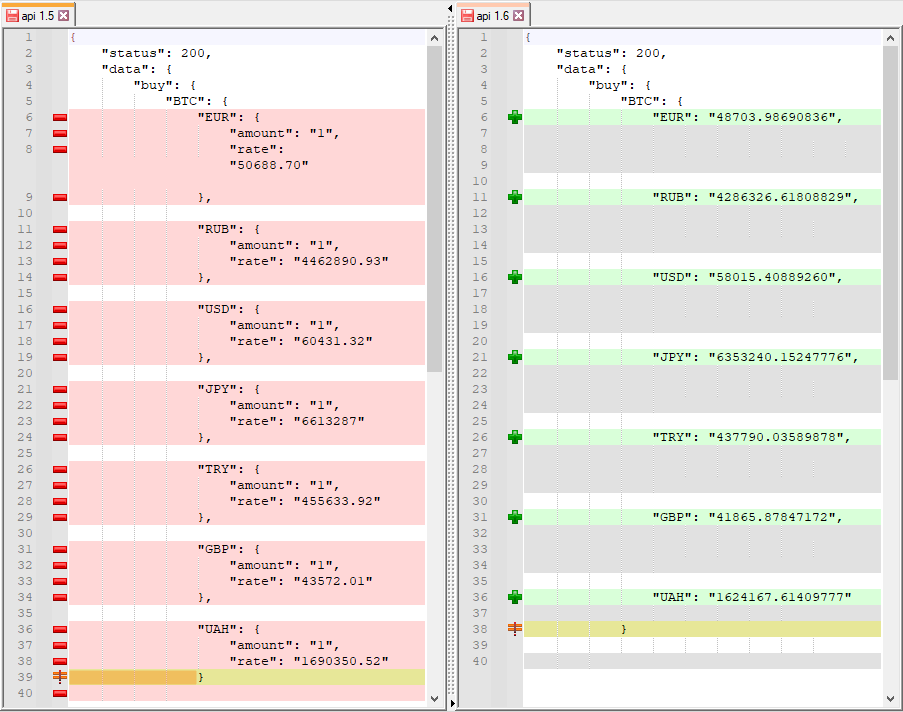 api 1.5
1 {
2 "status": 200,
3 "data": {
4 "buy": {
5 "BTC": {
6 "EUR": {
7 "amount": "1",
8 "rate":
"50688.70"
9 },
10
11 "RUB": {
12 "amount": "1",
13 "rate": "4462890.93"
14 },
15
16 "USD": {
17 "amount": "1",
18 "rate": "60431.32"
19 },
20
21 "JPY": {
22 "amount": "1",
23 "rate": "6613287"
24 },
25
26 "TRY": {
27 "amount": "1",
28 "rate": "455633.92"
29 },
30
31 "GBP": {
32 "amount": "1",
33 "rate": "43572.01"
34 },
35
36 "UAH": {
37 "amount": "1",
38 "rate": "1690350.52"
39 }
40
api 1.6
1 {
2 "status": 200,
3 "data": {
4 "buy": {
5 "BTC": {
6 "EUR": "48703.98690836",
7
8
9
10
11 "RUB": "4286326.61808829",
12
13
14
15
16 "USD": "58015.40889260",
17
18
19
20
21 "JPY": "6353240.15247776",
22
23
24
25
26 "TRY": "437790.03589878",
27
28
29
30
31 "GBP": "41865.87847172",
32
33
34
35
36 "UAH": "1624167.61409777"
37
38 }
39
40